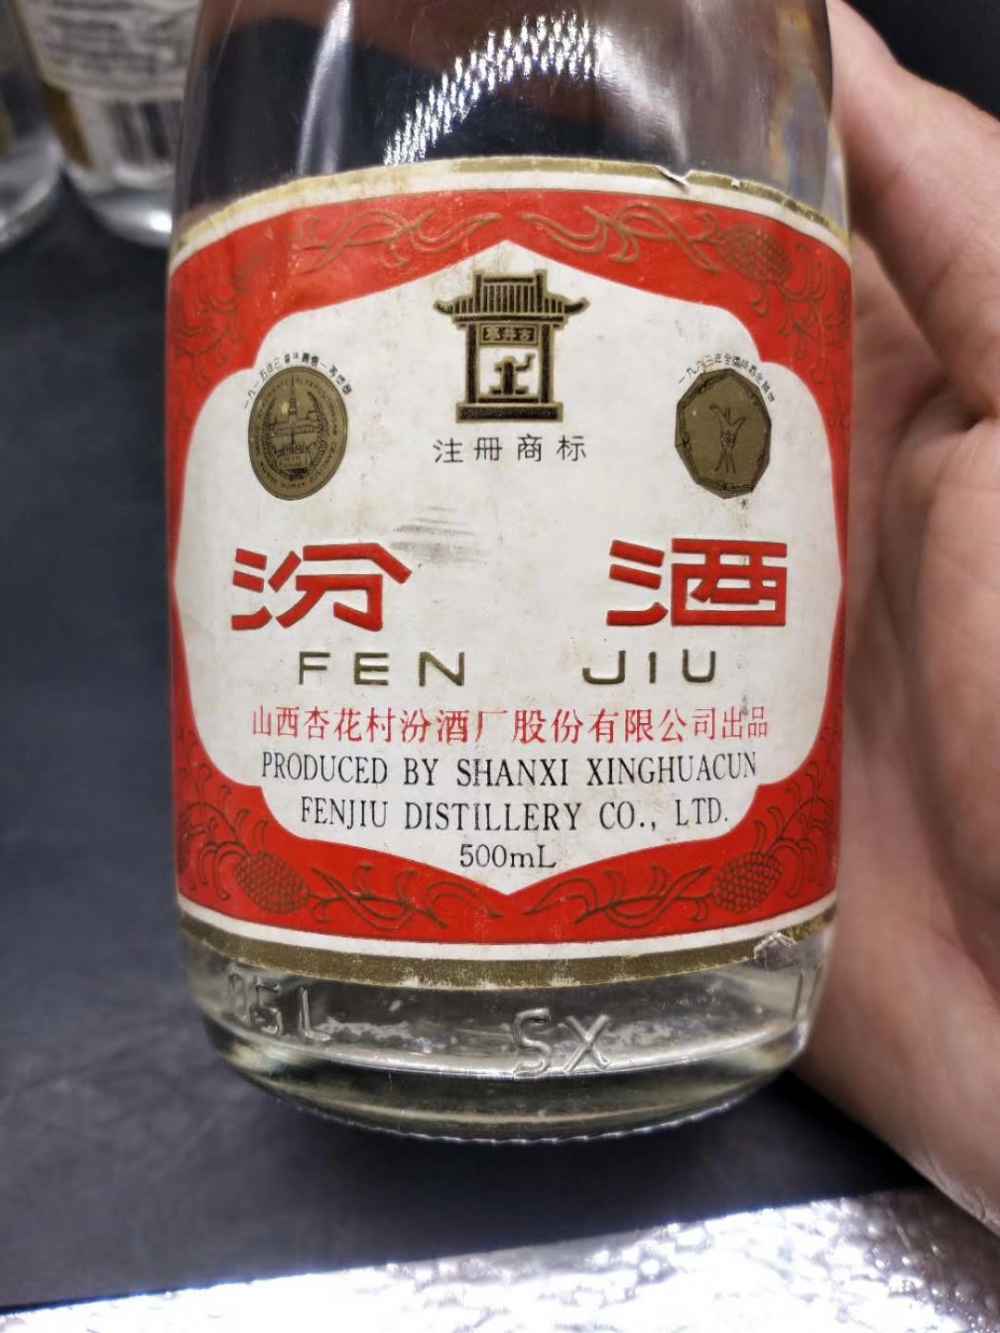 注册商标
汾 酒
FEN JIU
山西杏花村汾酒厂股份有限公司出品
PRODUCED BY SHANXI XINGHUACUN
FENJIU DISTILLERY CO., LTD.
500mL
SX